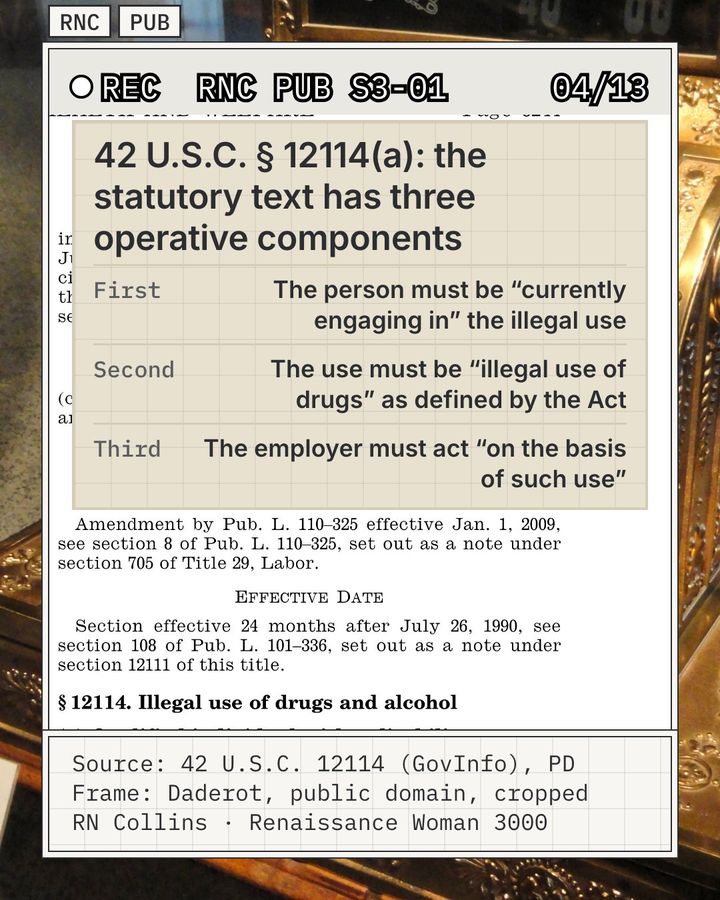 RNC PUB
REC RNC PUB S3-01 04/13
42 U.S.C. § 12114(a): the
statutory text has three
operative components
First The person must be “currently
engaging in” the illegal use
Second The use must be “illegal use of
drugs” as defined by the Act
Third The employer must act “on the basis
of such use”
Amendment by Pub. L. 110–325 effective Jan. 1, 2009,
see section 8 of Pub. L. 110–325, set out as a note under
section 705 of Title 29, Labor.
EFFECTIVE DATE
Section effective 24 months after July 26, 1990, see
section 108 of Pub. L. 101–336, set out as a note under
section 12111 of this title.
§ 12114. Illegal use of drugs and alcohol
Source: 42 U.S.C. 12114 (GovInfo), PD
Frame: Daderot, public domain, cropped
RN Collins · Renaissance Woman 3000